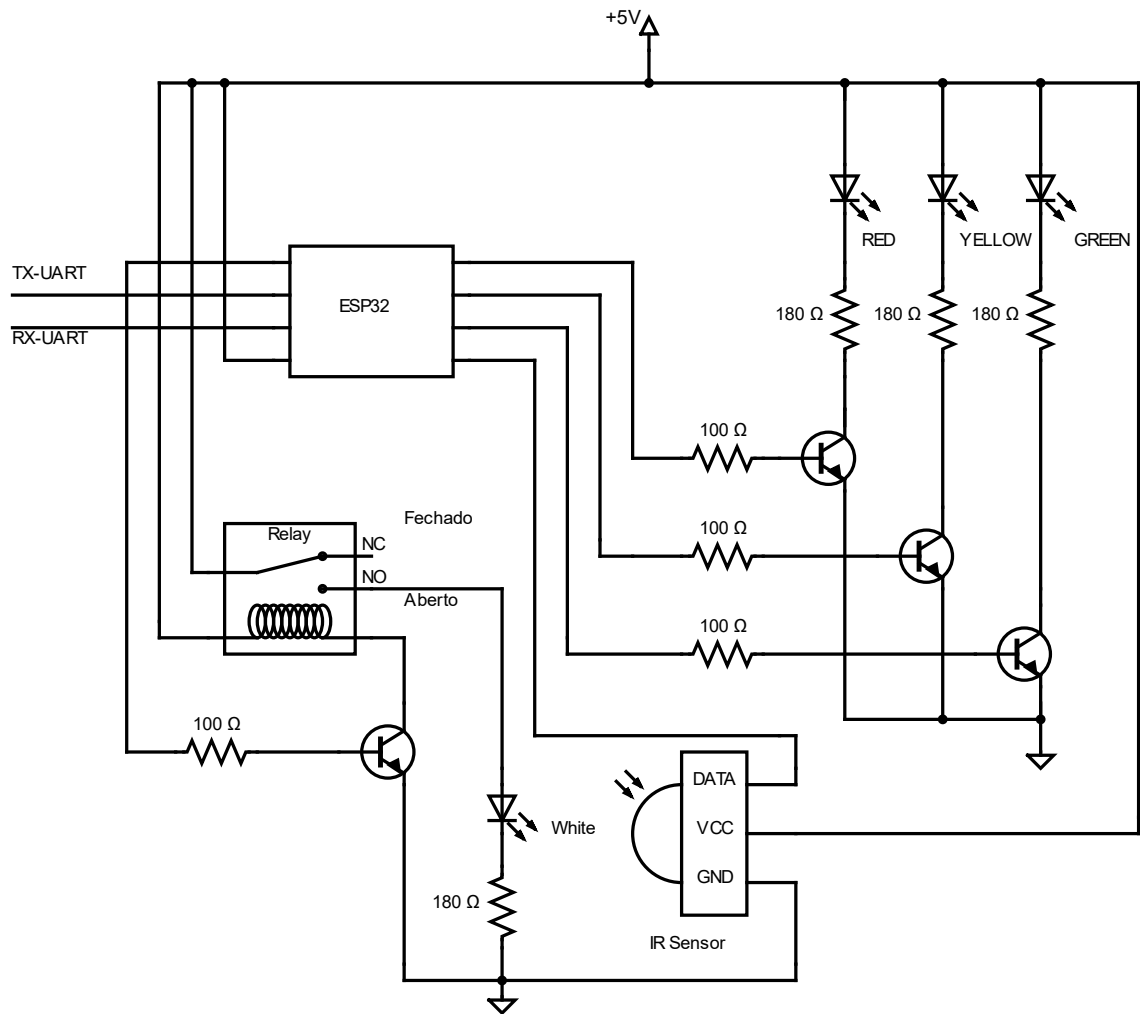 +5V
RED
YELLOW
GREEN
TX-UART
ESP32
RX-UART
180 Ω
180 Ω
180 Ω
100 Ω
Fechado
Relay
NC
NO
Aberto
100 Ω
100 Ω
100 Ω
DATA
VCC
GND
White
180 Ω
IR Sensor